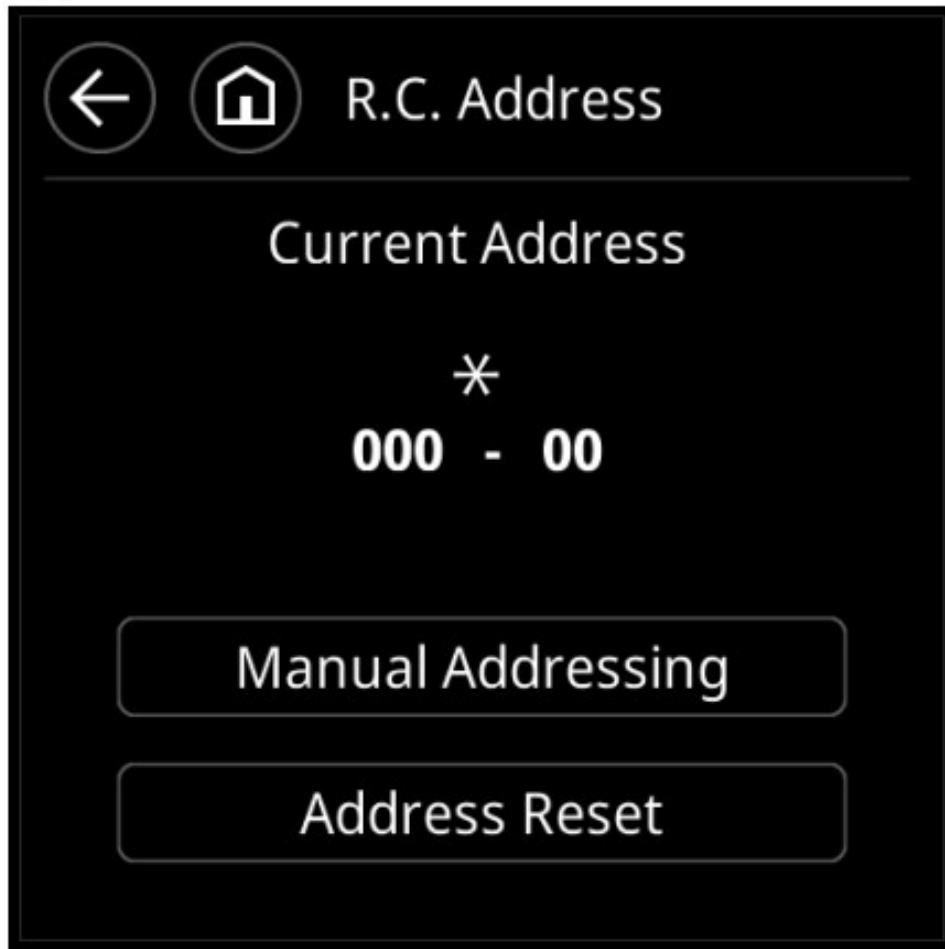 R.C. Address
Current Address
*
000 - 00
Manual Addressing
Address Reset